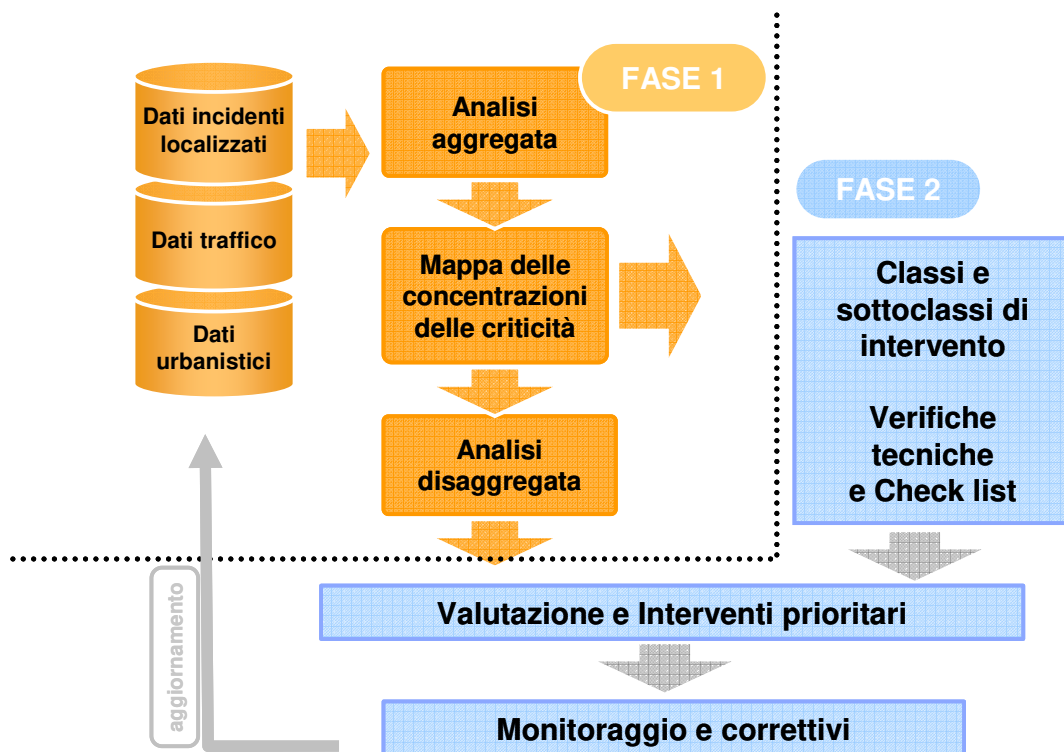 FASE 1
Dati incidenti
localizzati
Analisi
aggregata
Dati traffico
Mappa delle
concentrazioni
delle criticità
Dati
urbanistici
Analisi
disaggregata
FASE 2
Classi e
sottoclassi di
intervento
Verifiche
tecniche
e Check list
Valutazione e Interventi prioritari
Monitoraggio e correttivi
aggiornamento